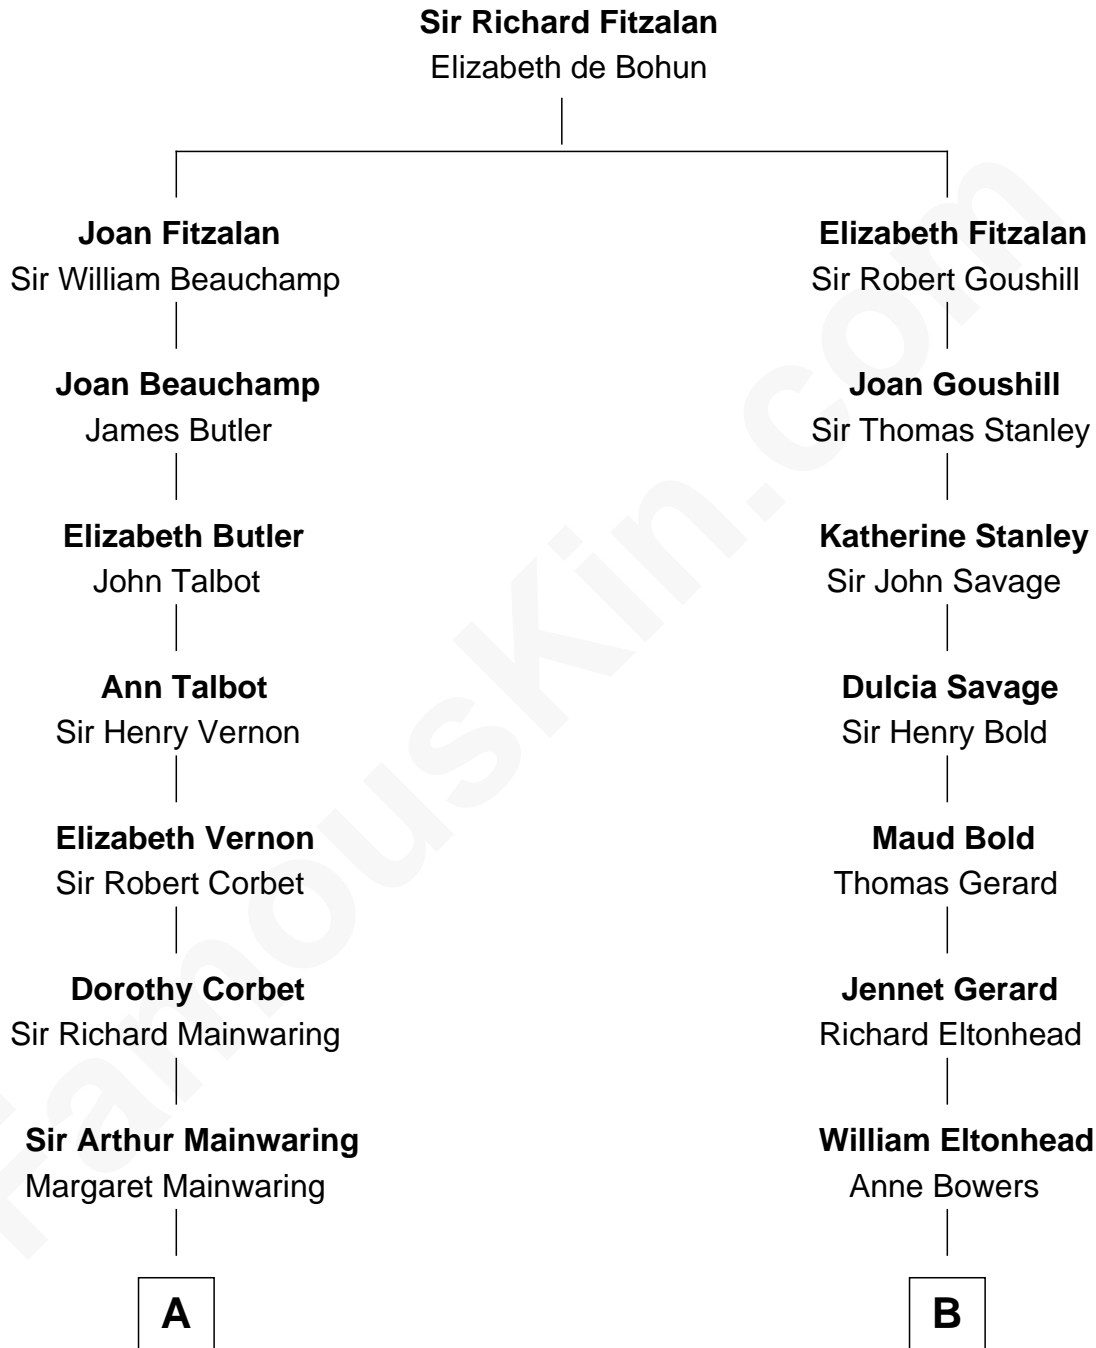 Sir Richard Fitzalan
Elizabeth de Bohun
Joan Fitzalan
Sir William Beauchamp
Elizabeth Fitzalan
Sir Robert Goushill
Joan Beauchamp
James Butler
Joan Goushill
Sir Thomas Stanley
Elizabeth Butler
John Talbot
Katherine Stanley
Sir John Savage
Ann Talbot
Sir Henry Vernon
Dulcia Savage
Sir Henry Bold
Elizabeth Vernon
Sir Robert Corbet
Maud Bold
Thomas Gerard
Dorothy Corbet
Sir Richard Mainwaring
Jennet Gerard
Richard Eltonhead
Sir Arthur Mainwaring
Margaret Mainwaring
William Eltonhead
Anne Bowers
A
B
FamousKin.com